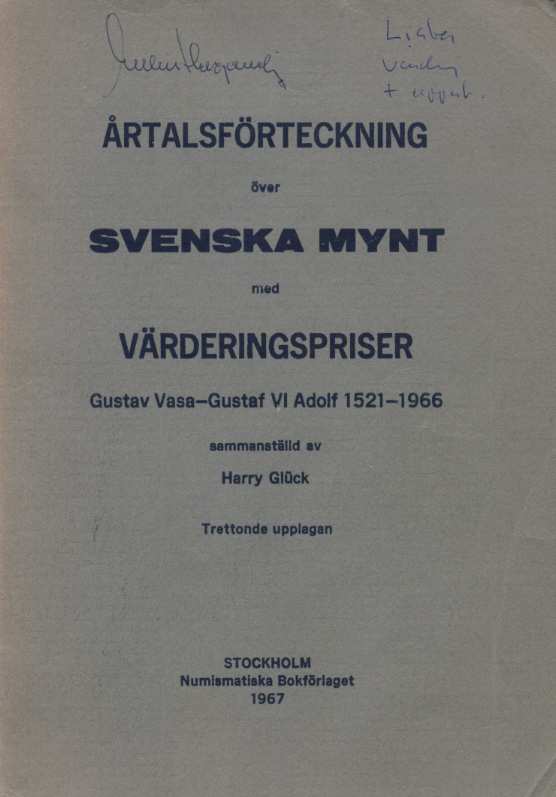 ÅRTALSFÖRTECKNING
över
SVENSKA MYNT
med
VÄRDERINGSPRISER
Gustav Vasa–Gustaf VI Adolf 1521–1966
sammanställd av
Harry Glück
Trettonde upplagan
STOCKHOLM
Numismatiska Bokförlaget
1967